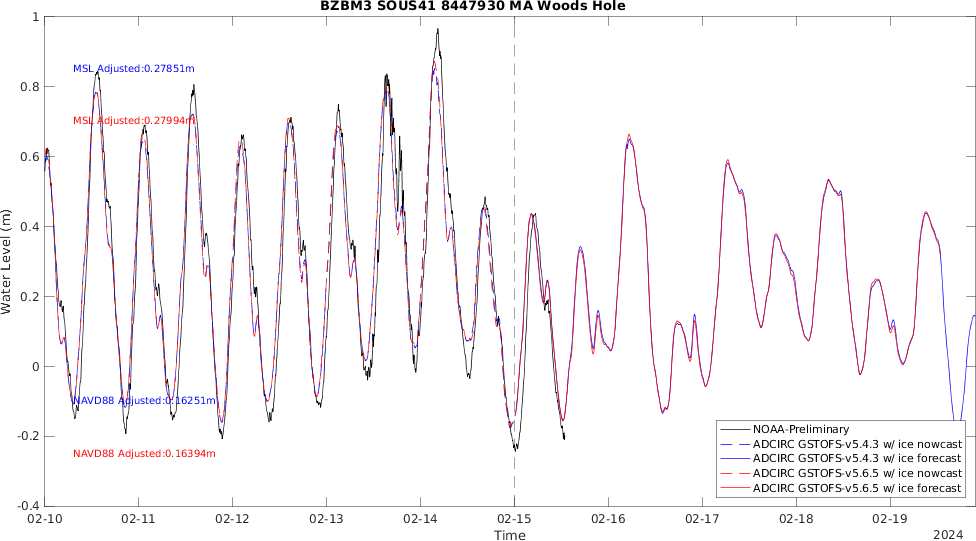 BZBM3 SOUS41 8447930 MA Woods Hole
1
0.8
0.6
0.4
0.2
0
-0.2
-0.4
Water Level (m)
MSL Adjusted:0.27851m
MSL Adjusted:0.27994m
NAVD88 Adjusted:0.16251m
NAVD88 Adjusted:0.16394m
NOAA-Preliminary
ADCIRC GSTOFS-v5.4.3 w/ ice nowcast
ADCIRC GSTOFS-v5.4.3 w/ ice forecast
ADCIRC GSTOFS-v5.6.5 w/ ice nowcast
ADCIRC GSTOFS-v5.6.5 w/ ice forecast
02-10 02-11 02-12 02-13 02-14 02-15 02-16 02-17 02-18 02-19
Time
2024